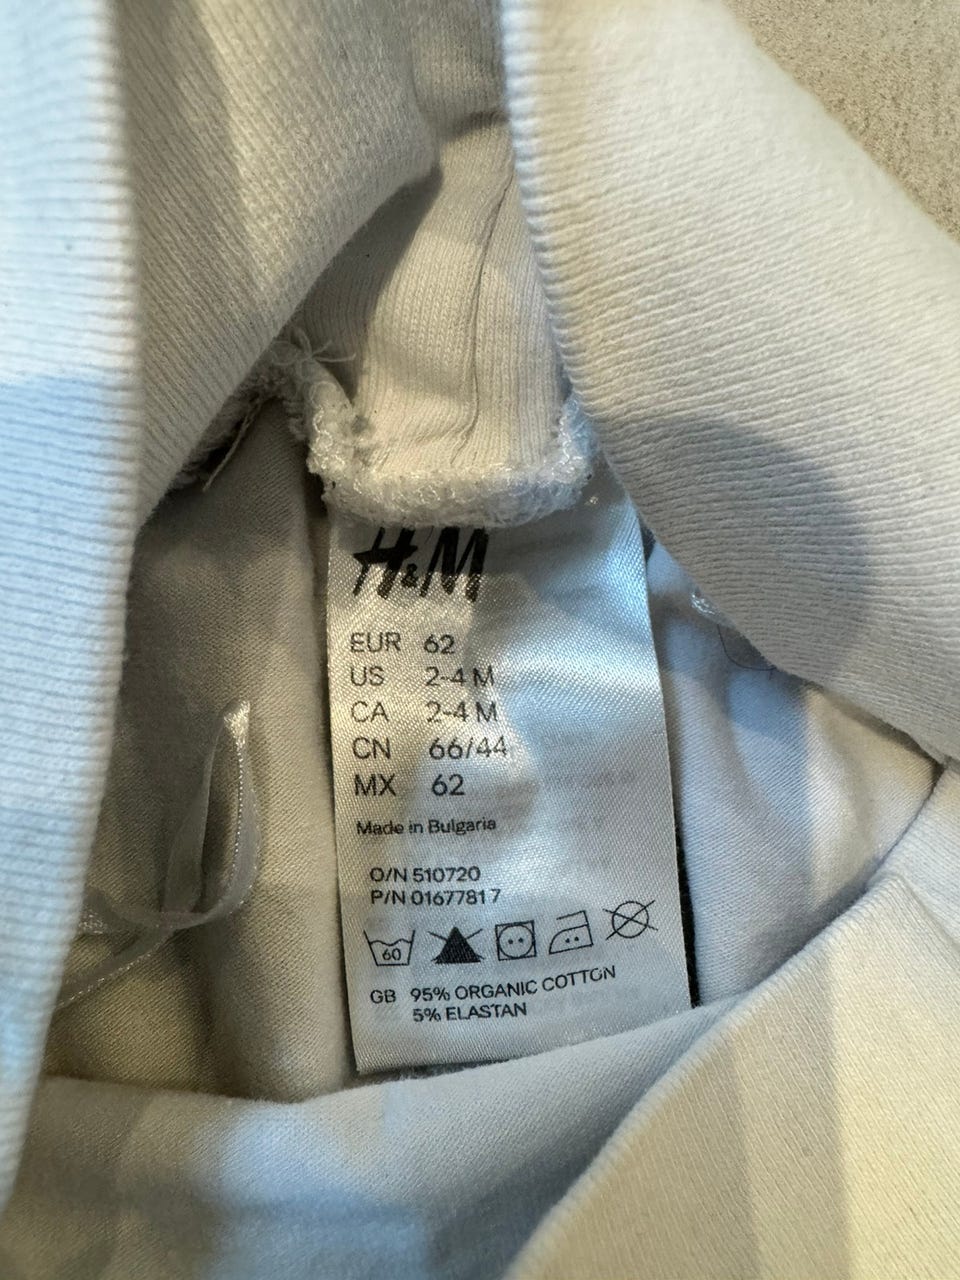 H&M
EUR 62
US 2-4 M
CA 2-4 M
CN 66/44
MX 62
Made in Bulgaria
O/N 510720
P/N 01677817
60
GB 95% ORGANIC COTTON
5% ELASTAN